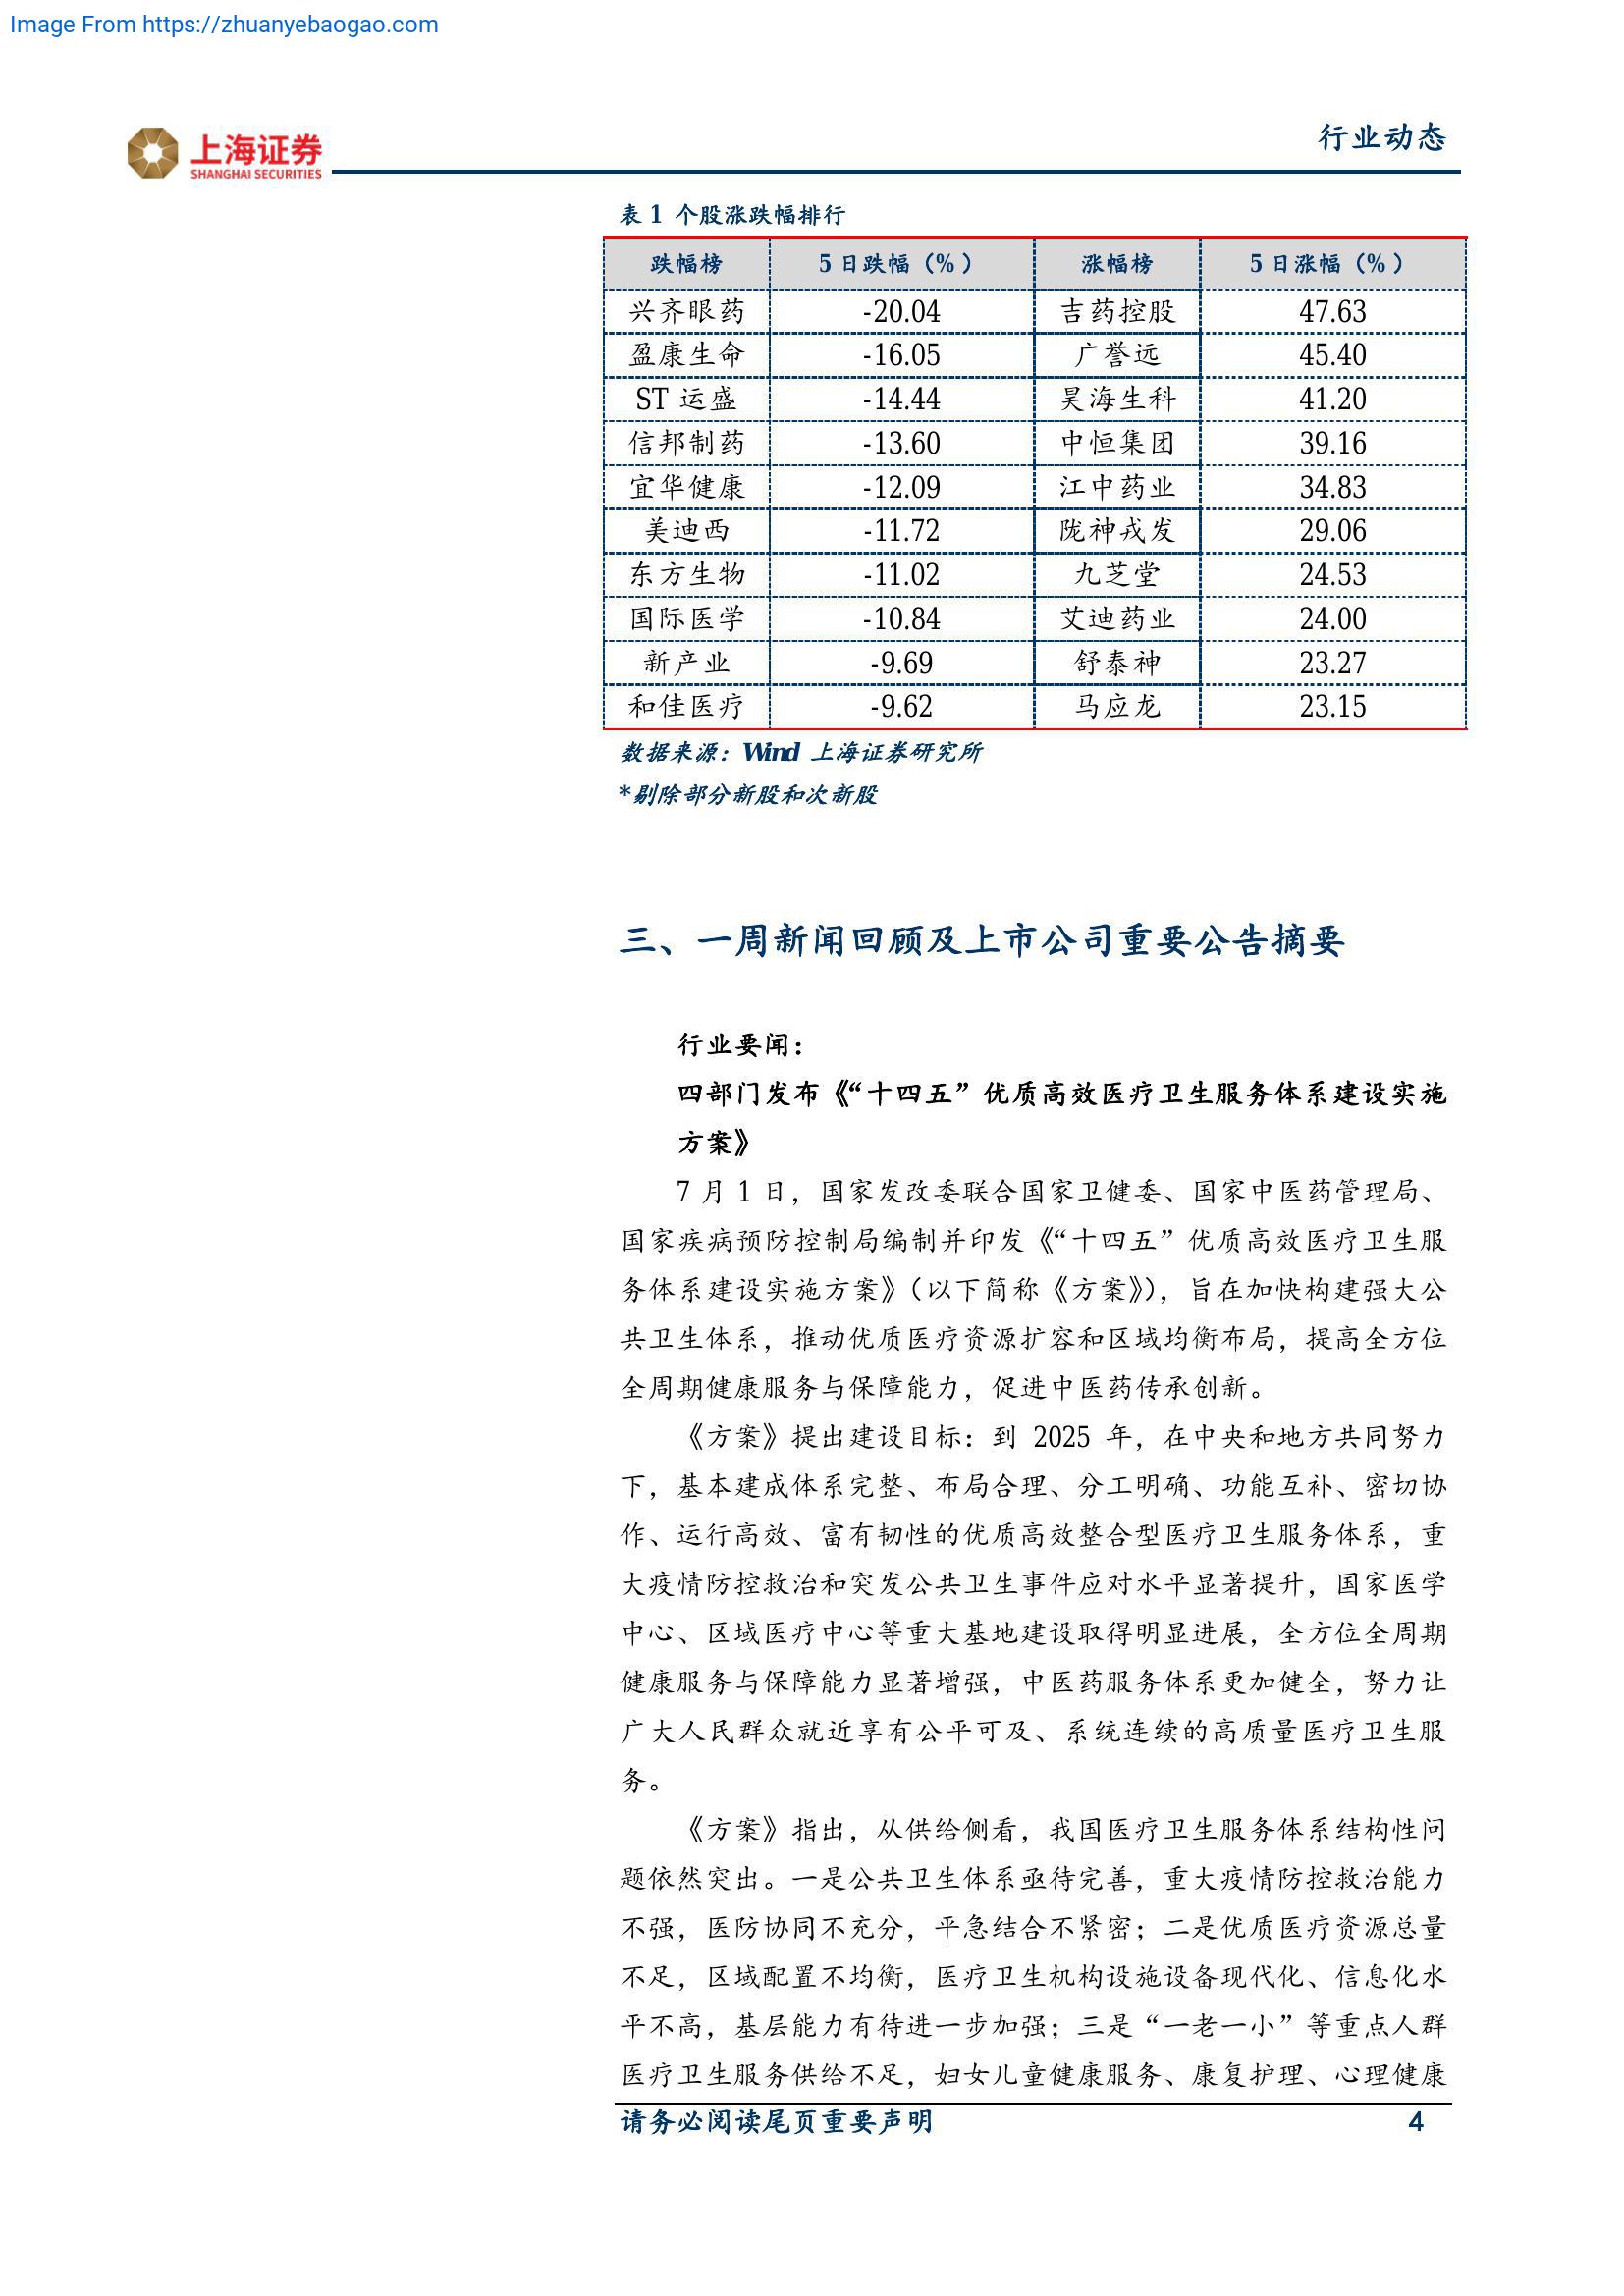 Image From https://zhuanyebaogao.com
上海证券
SHANGHAI SECURITIES
行业动态
表 1 个股涨跌幅排行
跌幅榜 5 日跌幅（%） 涨幅榜 5 日涨幅（%）
兴齐眼药 -20.04 吉药控股 47.63
盈康生命 -16.05 广誉远 45.40
ST 运盛 -14.44 昊海生科 41.20
信邦制药 -13.60 中恒集团 39.16
宜华健康 -12.09 江中药业 34.83
美迪西 -11.72 陇神戎发 29.06
东方生物 -11.02 九芝堂 24.53
国际医学 -10.84 艾迪药业 24.00
新产业 -9.69 舒泰神 23.27
和佳医疗 -9.62 马应龙 23.15
数据来源：Wind 上海证券研究所
*剔除部分新股和次新股
三、一周新闻回顾及上市公司重要公告摘要
行业要闻：
四部门发布《“十四五”优质高效医疗卫生服务体系建设实施
方案》
7 月 1 日，国家发改委联合国家卫健委、国家中医药管理局、
国家疾病预防控制局编制并印发《“十四五”优质高效医疗卫生服
务体系建设实施方案》（以下简称《方案》），旨在加快构建强大公
共卫生体系，推动优质医疗资源扩容和区域均衡布局，提高全方位
全周期健康服务与保障能力，促进中医药传承创新。
《方案》提出建设目标：到 2025 年，在中央和地方共同努力
下，基本建成体系完整、布局合理、分工明确、功能互补、密切协
作、运行高效、富有韧性的优质高效整合型医疗卫生服务体系，重
大疫情防控救治和突发公共卫生事件应对水平显著提升，国家医学
中心、区域医疗中心等重大基地建设取得明显进展，全方位全周期
健康服务与保障能力显著增强，中医药服务体系更加健全，努力让
广大人民群众就近享有公平可及、系统连续的高质量医疗卫生服
务。
《方案》指出，从供给侧看，我国医疗卫生服务体系结构性问
题依然突出。一是公共卫生体系亟待完善，重大疫情防控救治能力
不强，医防协同不充分，平急结合不紧密；二是优质医疗资源总量
不足，区域配置不均衡，医疗卫生机构设施设备现代化、信息化水
平不高，基层能力有待进一步加强；三是“一老一小”等重点人群
医疗卫生服务供给不足，妇女儿童健康服务、康复护理、心理健康
请务必阅读尾页重要声明 4